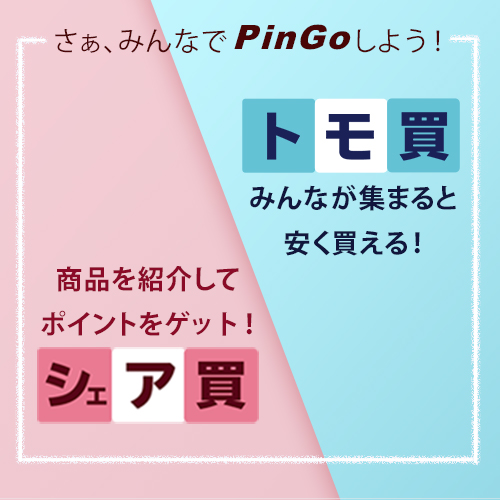 さぁ、みんなでPinGoしよう！
トモ買
みんなが集まると
安く買える！
商品を紹介して
ポイントをゲット！
シェア買